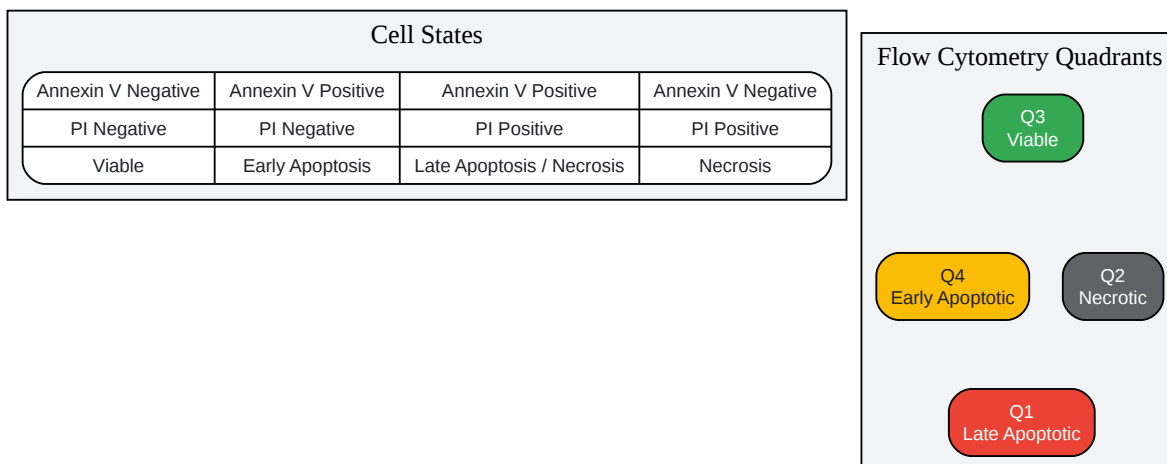 Cell States
Annexin V Negative Annexin V Positive Annexin V Positive Annexin V Negative
PI Negative PI Negative PI Positive PI Positive
Viable Early Apoptosis Late Apoptosis / Necrosis Necrosis
Flow Cytometry Quadrants
Q3
Viable
Q4
Early Apoptotic
Q2
Necrotic
Q1
Late Apoptotic